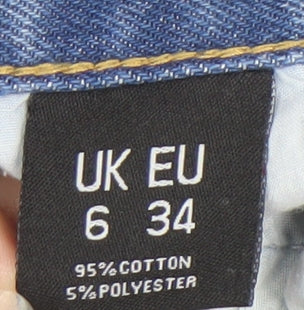 UK EU
6 34
95% COTTON
5% POLYESTER